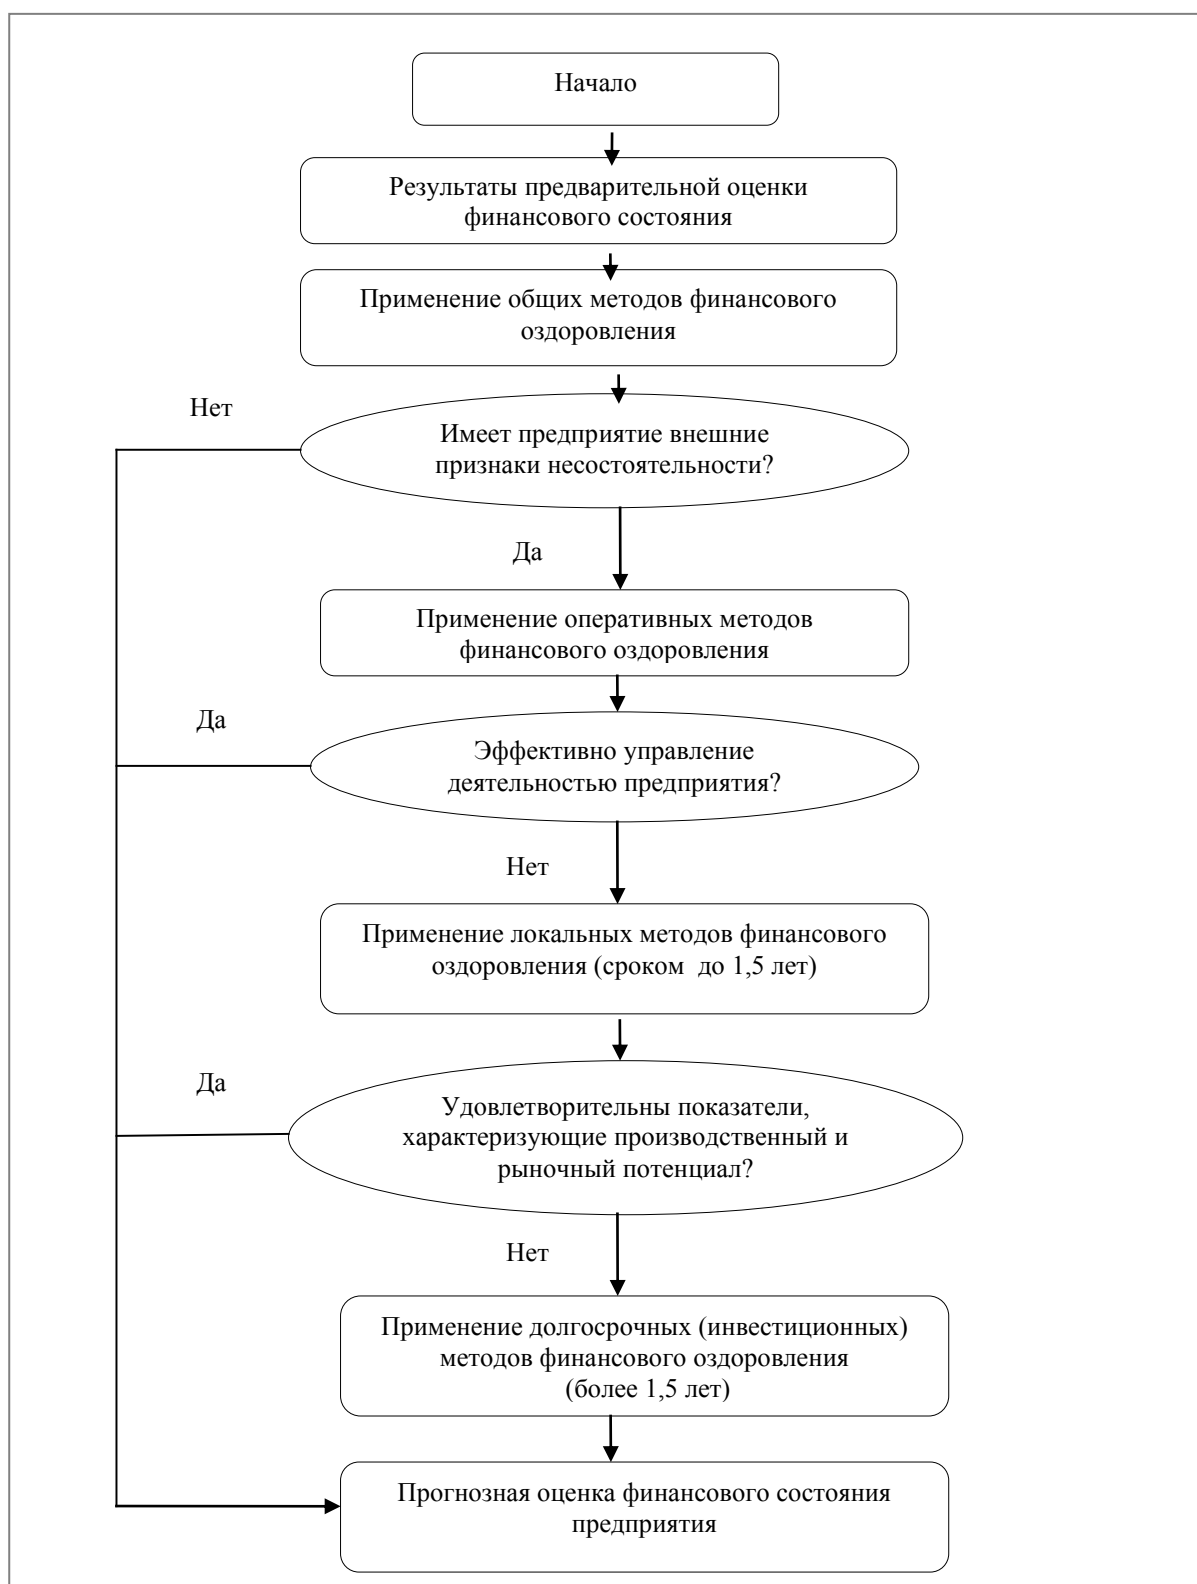 Начало
Результаты предварительной оценки
финансового состояния
Применение общих методов финансового
оздоровления
Нет
Имеет предприятие внешние
признаки несостоятельности?
Да
Применение оперативных методов
финансового оздоровления
Да
Эффективно управление
деятельностью предприятия?
Нет
Применение локальных методов финансового
оздоровления (сроком до 1,5 лет)
Да
Удовлетворительны показатели,
характеризующие производственный и
рыночный потенциал?
Нет
Применение долгосрочных (инвестиционных)
методов финансового оздоровления
(более 1,5 лет)
Прогнозная оценка финансового состояния
предприятия